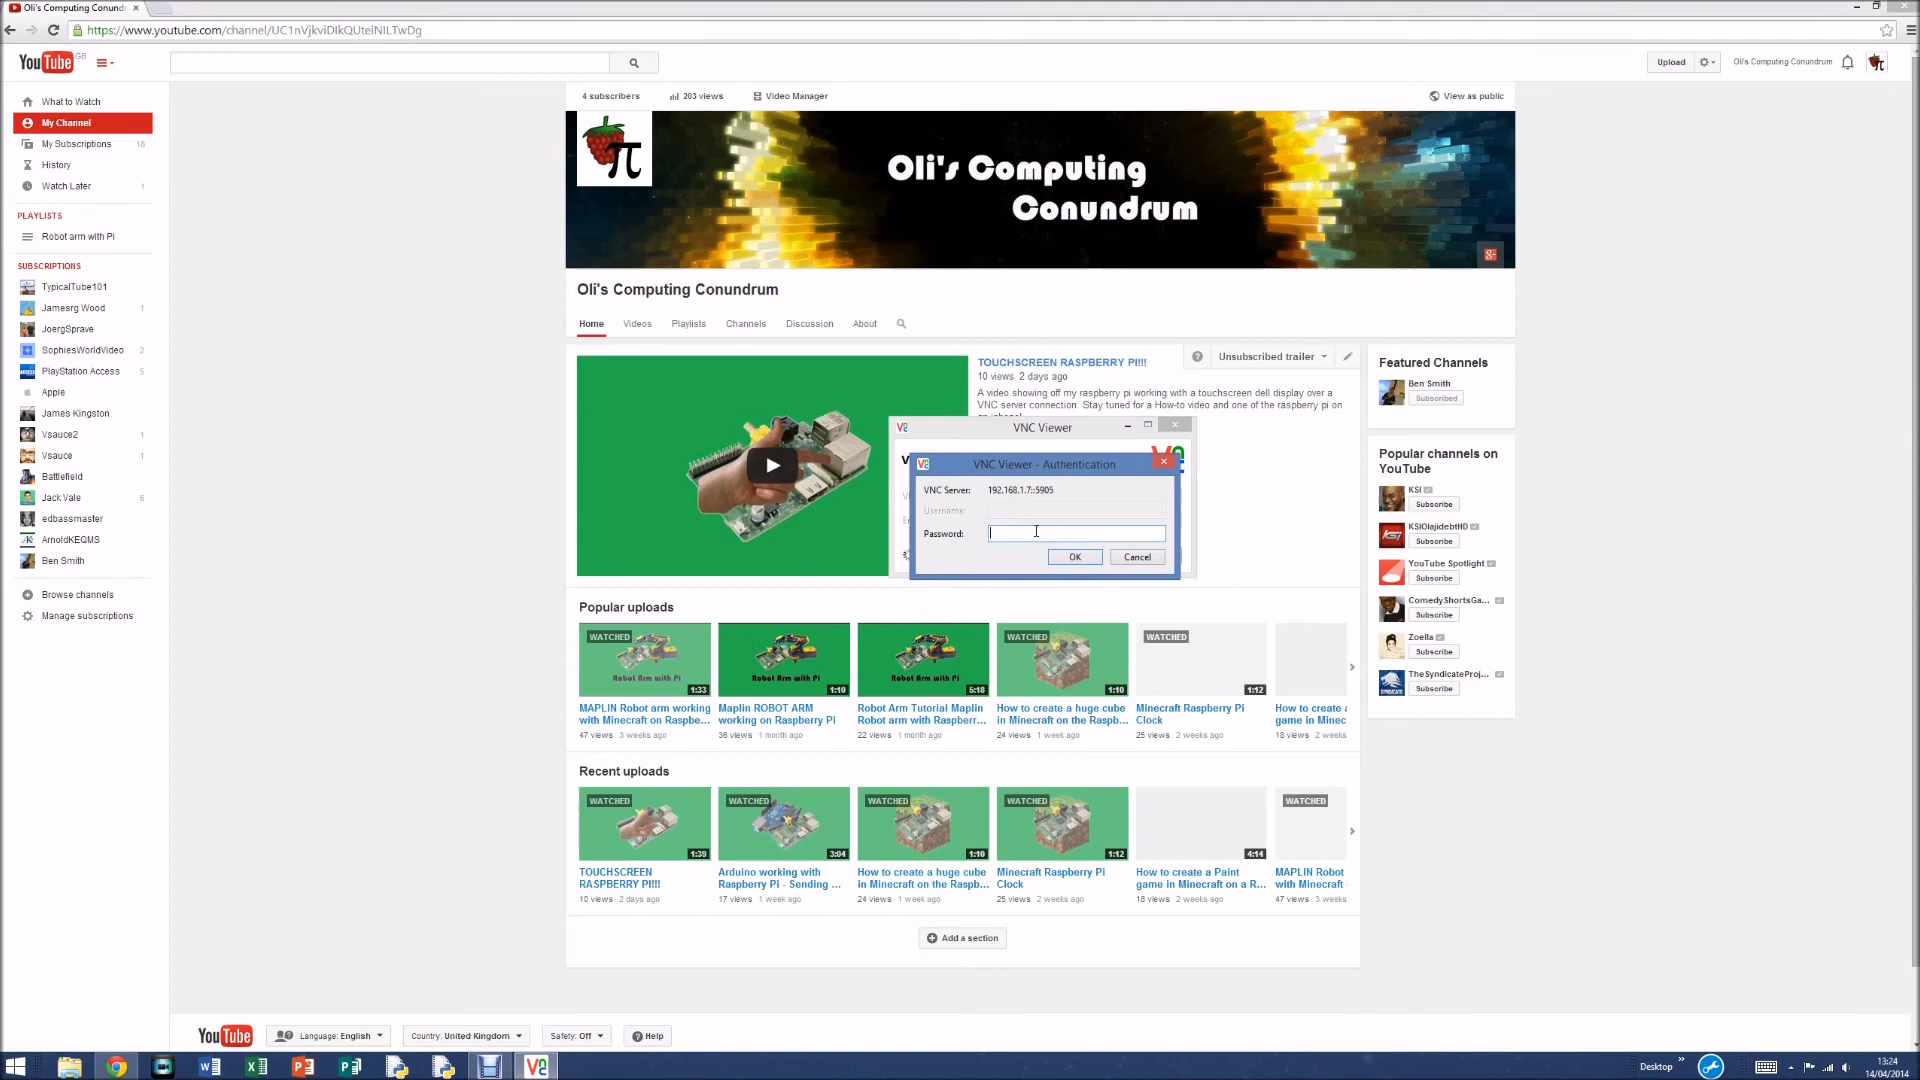 Oli's Computing Conund
https://www.youtube.com/channel/UC1nVjkviDIkQUteiNILTwDg
YouTube GB
Upload
Oli's Computing Conundrum
What to Watch
My Channel
My Subscriptions 18
History
Watch Later 1
PLAYLISTS
Robot arm with Pi
SUBSCRIPTIONS
TypicalTube101
Jamesrg Wood 1
JoergSprave
SophiesWorldVideo 2
PlayStation Access 5
Apple
James Kingston
Vsauce2 1
Vsauce 1
Battlefield
Jack Vale 6
edbassmaster
ArnoldKEQMS
Ben Smith
Browse channels
Manage subscriptions
4 subscribers 203 views Video Manager View as public
Oli's Computing
Conundrum
Oli's Computing Conundrum
Home Videos Playlists Channels Discussion About
TOUCHSCREEN RASPBERRY PI!!! Unsubscribed trailer
10 views 2 days ago
A video showing off my raspberry pi working with a touchscreen dell display over a
VNC server connection. Stay tuned for a How-to video and one of the raspberry pi on
VNC Viewer
VNC Viewer - Authentication
VNC Server: 192.168.1.7::5905
Username:
Password:
OK Cancel
Featured Channels
Ben Smith
Subscribed
Popular channels on
YouTube
KSI
Subscribe
KSIOlajidebtHD
Subscribe
YouTube Spotlight
Subscribe
ComedyShortsGa...
Subscribe
Zoella
Subscribe
TheSyndicateProj...
Subscribe
Popular uploads
WATCHED
Robot Arm with Pi
1:33
MAPLIN Robot arm working
with Minecraft on Raspbe...
47 views 3 weeks ago
Robot Arm with Pi
1:10
Maplin ROBOT ARM
working on Raspberry Pi
36 views 1 month ago
Robot Arm with Pi
5:18
Robot Arm Tutorial Maplin
Robot arm with Raspberr...
22 views 1 month ago
WATCHED
1:10
How to create a huge cube
in Minecraft on the Raspb...
24 views 1 week ago
WATCHED
1:12
Minecraft Raspberry Pi
Clock
25 views 2 weeks ago
How to create
game in Minec
18 views 2 weeks
Recent uploads
WATCHED
1:39
TOUCHSCREEN
RASPBERRY PI!!!
10 views 2 days ago
WATCHED
3:04
Arduino working with
Raspberry Pi - Sending ...
17 views 1 week ago
WATCHED
1:10
How to create a huge cube
in Minecraft on the Raspb...
24 views 1 week ago
WATCHED
1:12
Minecraft Raspberry Pi
Clock
25 views 2 weeks ago
4:14
How to create a Paint
game in Minecraft on a R...
18 views 2 weeks ago
WATCHED
MAPLIN Robot
with Minecraft
47 views 3 weeks
Add a section
YouTube Language: English Country: United Kingdom Safety: Off Help
Desktop
13:24
14/04/2014